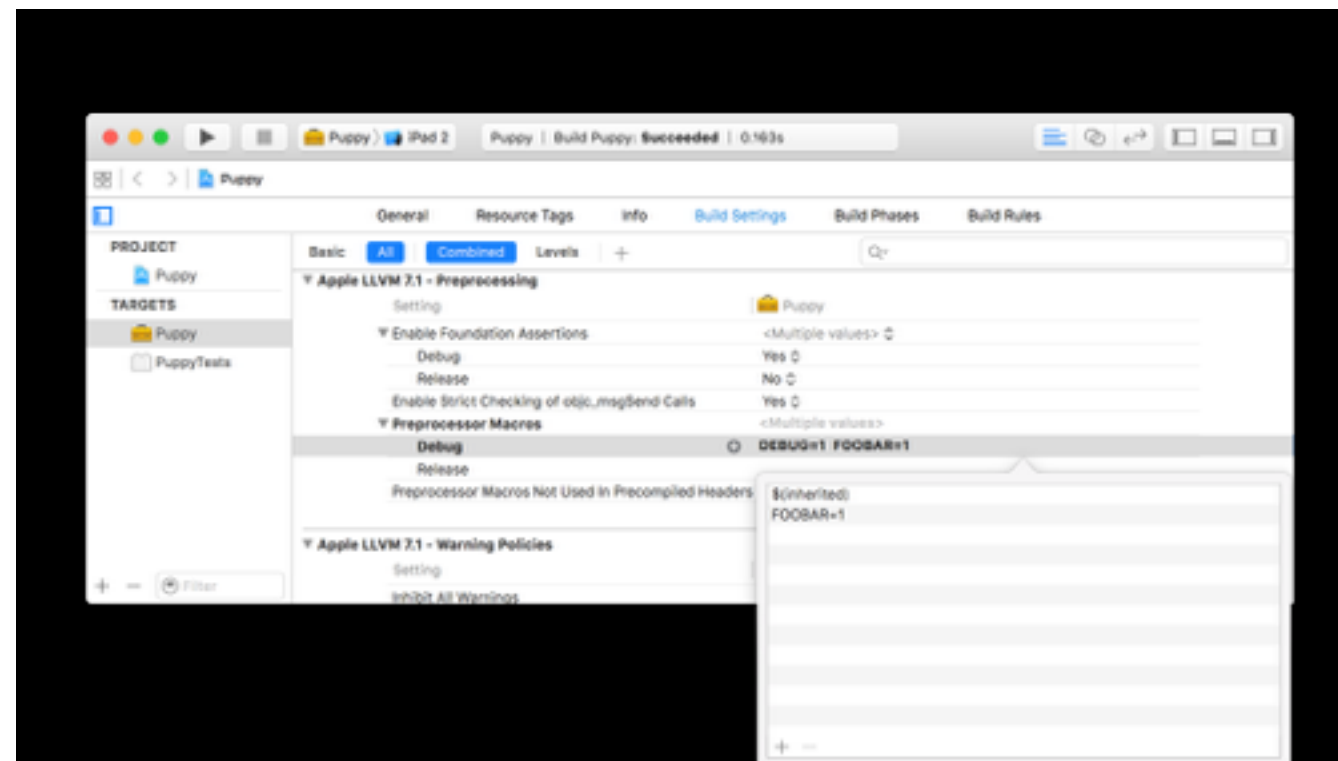 Puppy iPad 2 Puppy | Build Puppy: Succeeded | 0.163s
Puppy
General Resource Tags Info Build Settings Build Phases Build Rules
PROJECT
Puppy
TARGETS
Puppy
PuppyTests
Filter
Basic All Combined Levels
Apple LLVM 7.1 - Preprocessing
Setting Puppy
Enable Foundation Assertions <Multiple values>
Debug Yes
Release No
Enable Strict Checking of objc_msgSend Calls Yes
Preprocessor Macros <Multiple values>
Debug DEBUG=1 FOOBAR=1
Release
Preprocessor Macros Not Used In Precompiled Headers
Apple LLVM 7.1 - Warning Policies
Setting
Inhibit All Warnings
$(inherited)
FOOBAR=1